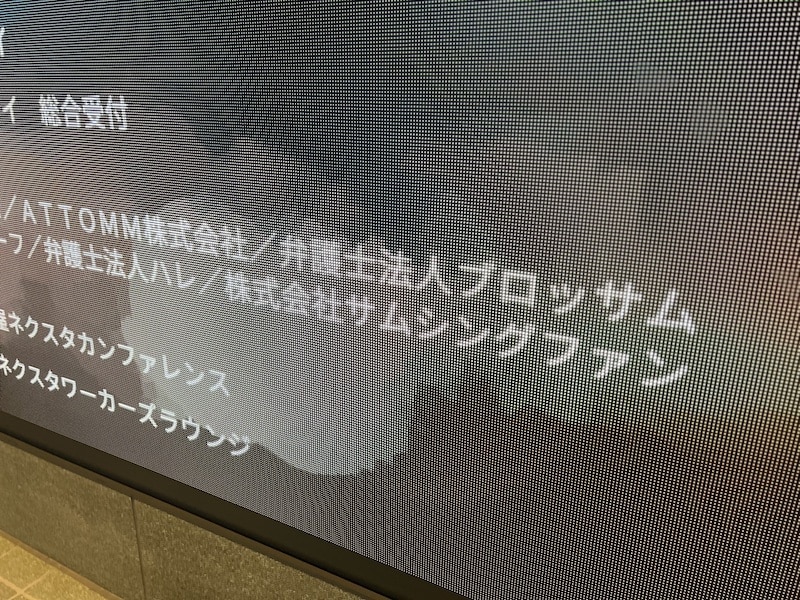 イ
イ 総合受付
／ATTOMM株式会社／弁護士法人ブロッサム
ーフ／弁護士法人ハレ／株式会社サムシングファン
屋ネクスタカンファレンス
ネクスタワーカーズラウンジ